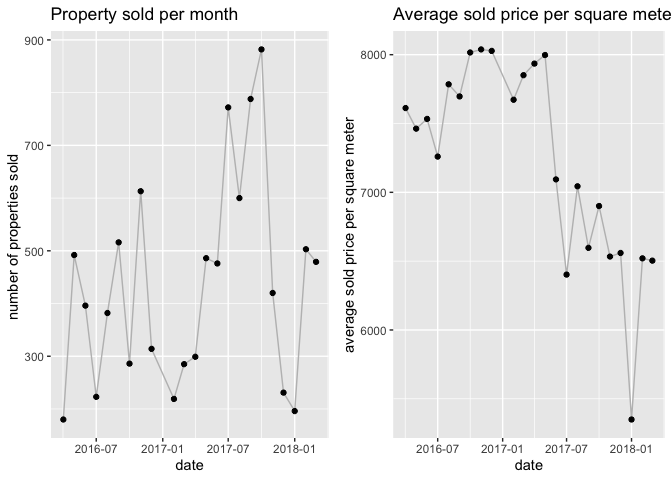 Property sold per month
900
700
500
300
number of properties sold
2016-07 2017-01 2017-07 2018-01
date
Average sold price per square mete
8000
7000
6000
average sold price per square meter
2016-07 2017-01 2017-07 2018-01
date